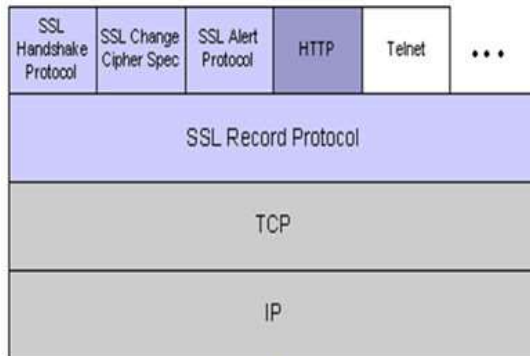 SSL
Handshake
Protocol
SSL Change
Cipher Spec
SSL Alert
Protocol
HTTP
Telnet
...
SSL Record Protocol
TCP
IP